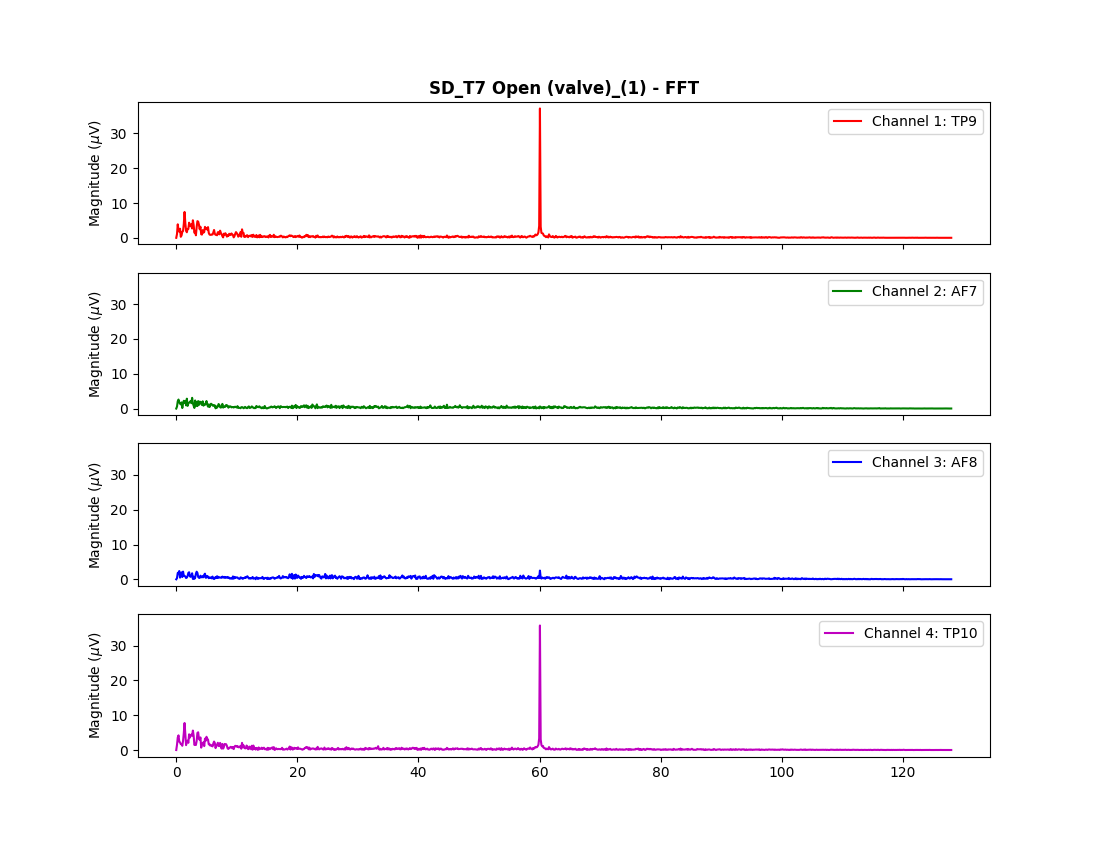 SD_T7 Open (valve)_(1) - FFT
Magnitude (μV)
30
20
10
0
Channel 1: TP9
Magnitude (μV)
30
20
10
0
Channel 2: AF7
Magnitude (μV)
30
20
10
0
Channel 3: AF8
Magnitude (μV)
30
20
10
0
Channel 4: TP10
0 20 40 60 80 100 120